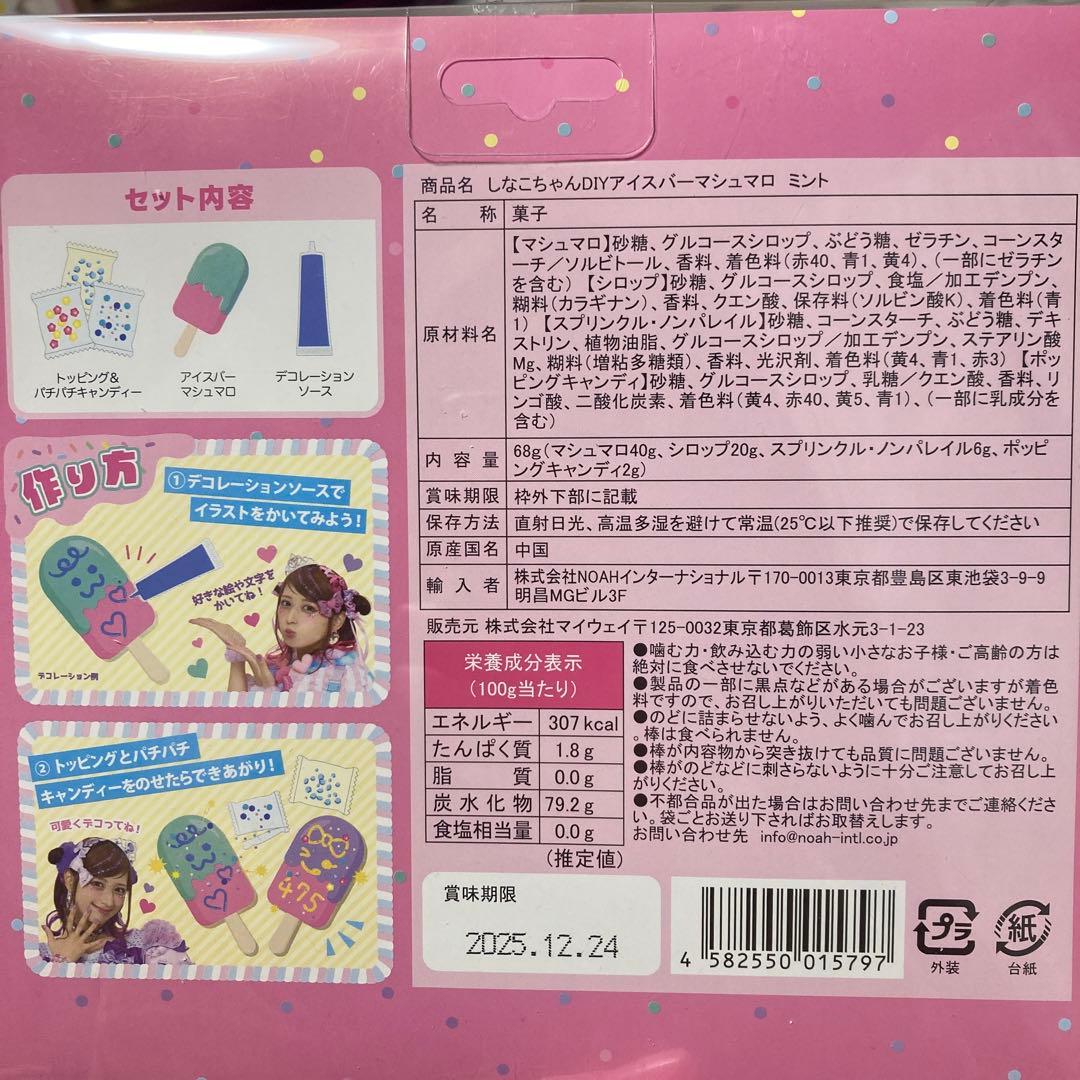 セット内容
トッピング&
パチパチキャンディー
アイスバー
マシュマロ
デコレーション
ソース
作り方
①デコレーションソースで
イラストをかいてみよう!
好きな絵や文字を
かいてね!
デコレーション例
②トッピングとパチパチ
キャンディーをのせたらできあがり!
可愛くデコってね!
475
商品名 しなこちゃんDIYアイスバーマシュマロ ミント
名称 菓子
原材料名
【マシュマロ】砂糖、グルコースシロップ、ぶどう糖、ゼラチン、コーンスタ
ーチ/ソルビトール、香料、着色料(赤40、青1、黄4)、(一部にゼラチン
を含む)【シロップ】砂糖、グルコースシロップ、食塩/加工デンプン、
糊料(カラギナン)、香料、クエン酸、保存料(ソルビン酸K)、着色料(青
1)【スプリンクル・ノンパレイル】砂糖、コーンスターチ、ぶどう糖、デキ
ストリン、植物油脂、グルコースシロップ/加工デンプン、ステアリン酸
Mg、糊料(増粘多糖類)、香料、光沢剤、着色料(黄4、青1、赤3)【ポッ
ピングキャンディ】砂糖、グルコースシロップ、乳糖/クエン酸、香料、リ
ンゴ酸、二酸化炭素、着色料(黄4、赤40、黄5、青1)、(一部に乳成分を
含む)
内容量 68g(マシュマロ40g、シロップ20g、スプリンクル・ノンパレイル6g、ポッピ
ングキャンディ2g)
賞味期限 枠外下部に記載
保存方法 直射日光、高温多湿を避けて常温(25℃以下推奨)で保存してください
原産国名 中国
輸入者 株式会社NOAHインターナショナル〒170-0013東京都豊島区東池袋3-9-9
明昌MGビル3F
販売元 株式会社マイウェイ〒125-0032東京都葛飾区水元3-1-23
栄養成分表示
(100g当たり)
エネルギー 307kcal
たんぱく質 1.8g
脂質 0.0g
炭水化物 79.2g
食塩相当量 0.0g
(推定値)
●噛む力・飲み込む力の弱い小さなお子様・ご高齢の方は
絶対に食べさせないでください。
●製品の一部に黒点などがある場合がございますが着色
料ですので、お召し上がりいただいても問題ございません。
●のどに詰まらせないよう、よく噛んでお召し上がりください
。棒は食べられません。
●棒が内容物から突き抜けても品質に問題ございません。
●棒がのどなどに刺さらないように十分ご注意してお召し上
がりください。
●不都合品が出た場合はお問い合わせ先までご連絡くださ
い。袋ごとお送り下さればお取替えします。
お問い合わせ先 info@noah-intl.co.jp
賞味期限
2025.12.24
4 582550 015797
プラ
外装
紙
台紙